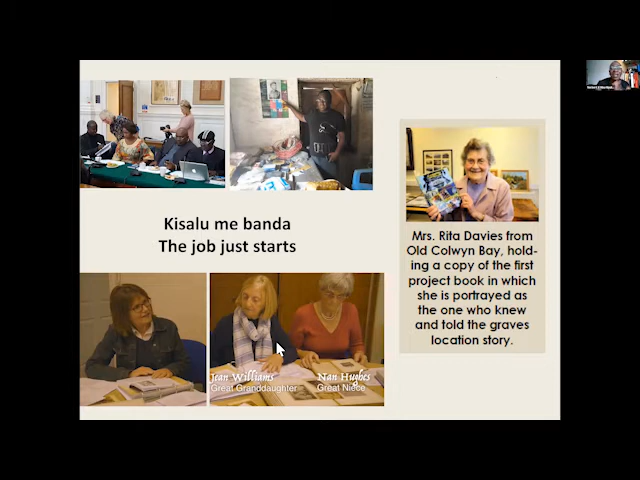 Kisalu me banda
The job just starts
Mrs. Rita Davies from
Old Colwyn Bay, hold-
ing a copy of the first
project book in which
she is portrayed as
the one who knew
and told the graves
location story.
Jean Williams
Great Granddaughter
Nan Hughes
Great Niece